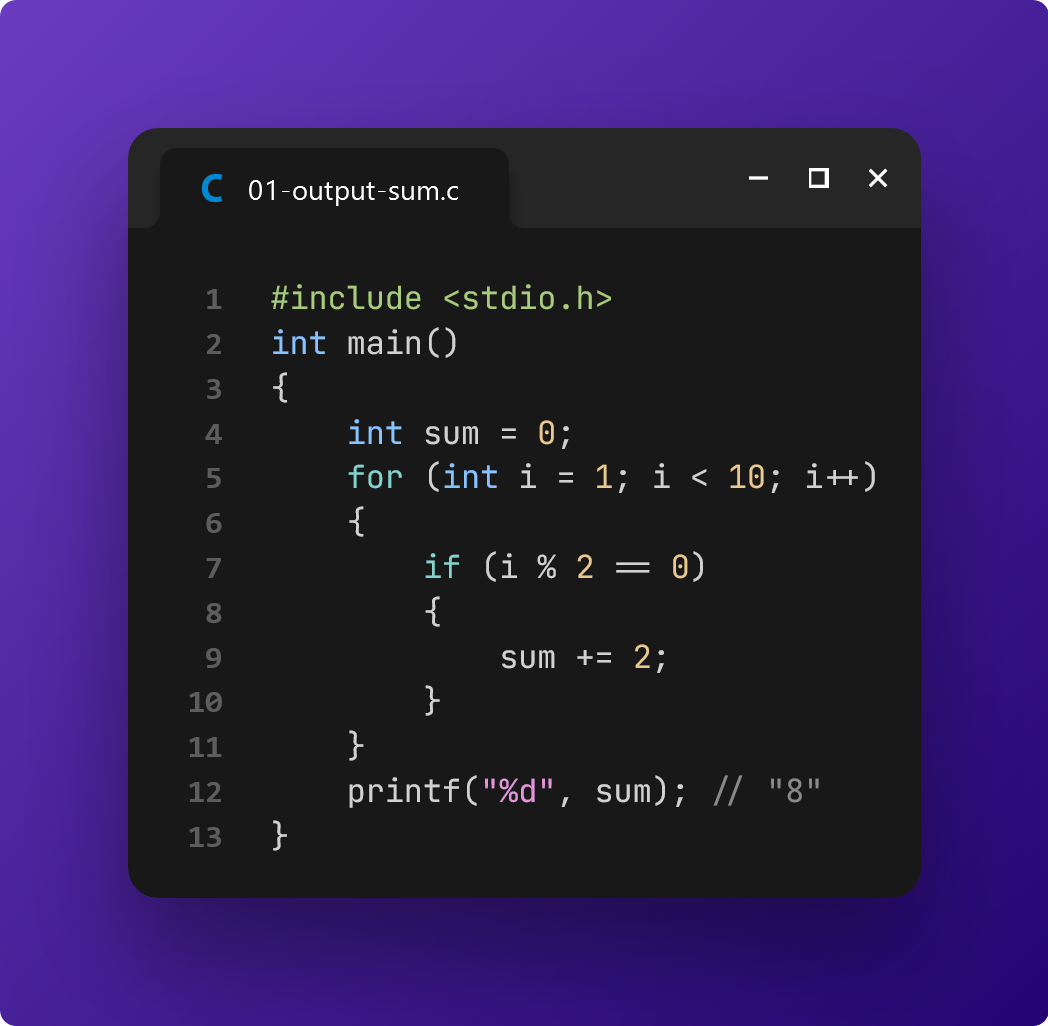 01-output-sum.c
1 #include <stdio.h>
2 int main()
3 {
4     int sum = 0;
5     for (int i = 1; i < 10; i++)
6     {
7         if (i % 2 == 0)
8         {
9             sum += 2;
10         }
11     }
12     printf("%d", sum); // "8"
13 }